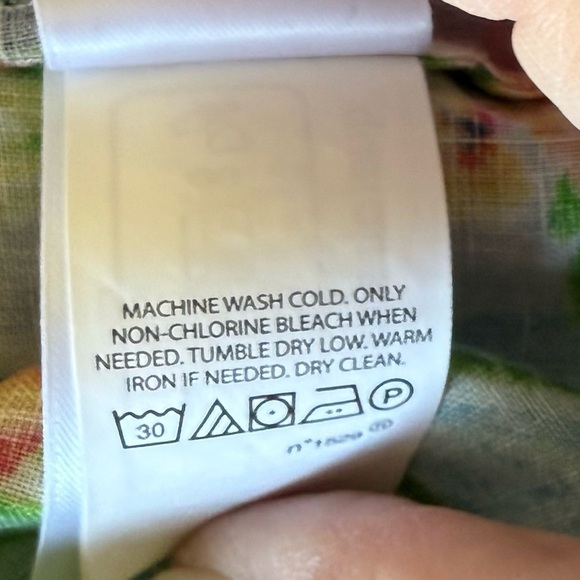 MACHINE WASH COLD. ONLY
NON-CHLORINE BLEACH WHEN
NEEDED. TUMBLE DRY LOW. WARM
IRON IF NEEDED. DRY CLEAN.
30 P